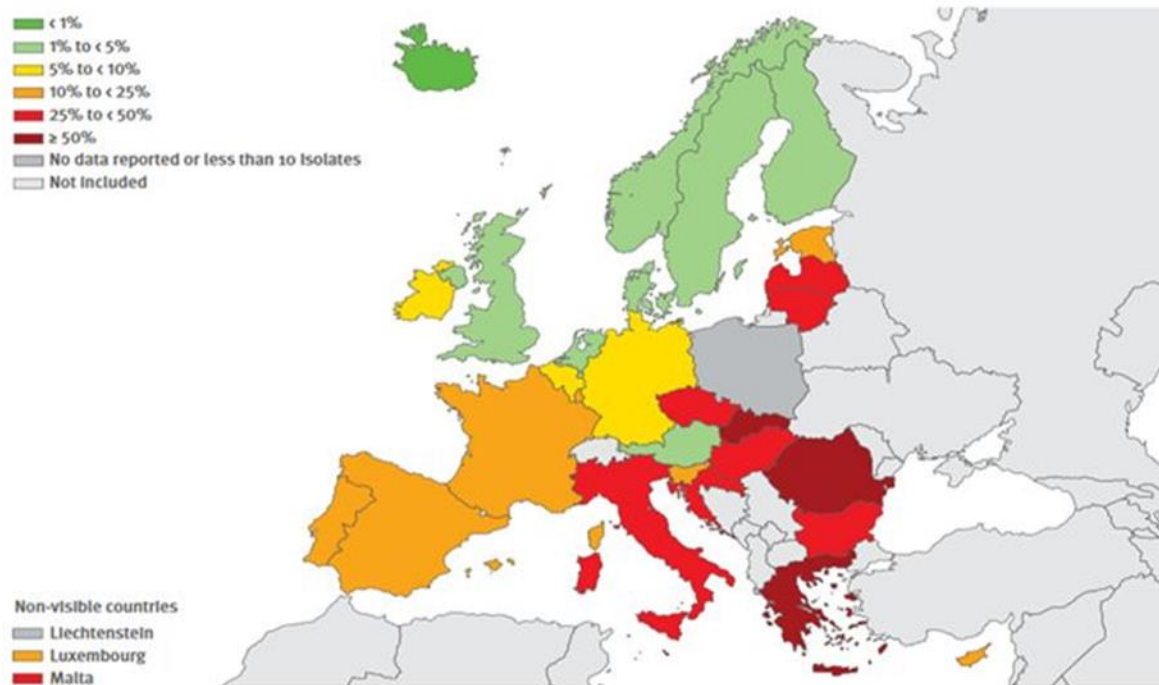 < 1%
1% to < 5%
5% to < 10%
10% to < 25%
25% to < 50%
≥ 50%
No data reported or less than 10 Isolates
Not included
Non-visible countries
Liechtenstein
Luxembourg
Malta